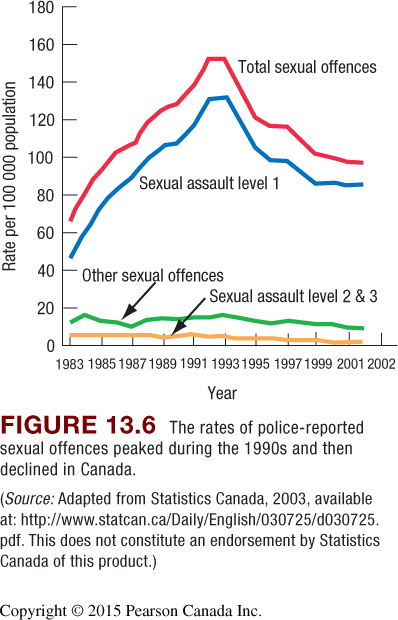 180
160
140
120
100
80
60
40
20
0
Rate per 100 000 population
Total sexual offences
Sexual assault level 1
Other sexual offences
Sexual assault level 2 & 3
1983 1985 1987 1989 1991 1993 1995 1997 1999 2001 2002
Year
FIGURE 13.6 The rates of police-reported
sexual offences peaked during the 1990s and then
declined in Canada.
(Source: Adapted from Statistics Canada, 2003, available
at: http://www.statcan.ca/Daily/English/030725/d030725.
pdf. This does not constitute an endorsement by Statistics
Canada of this product.)
Copyright © 2015 Pearson Canada Inc.